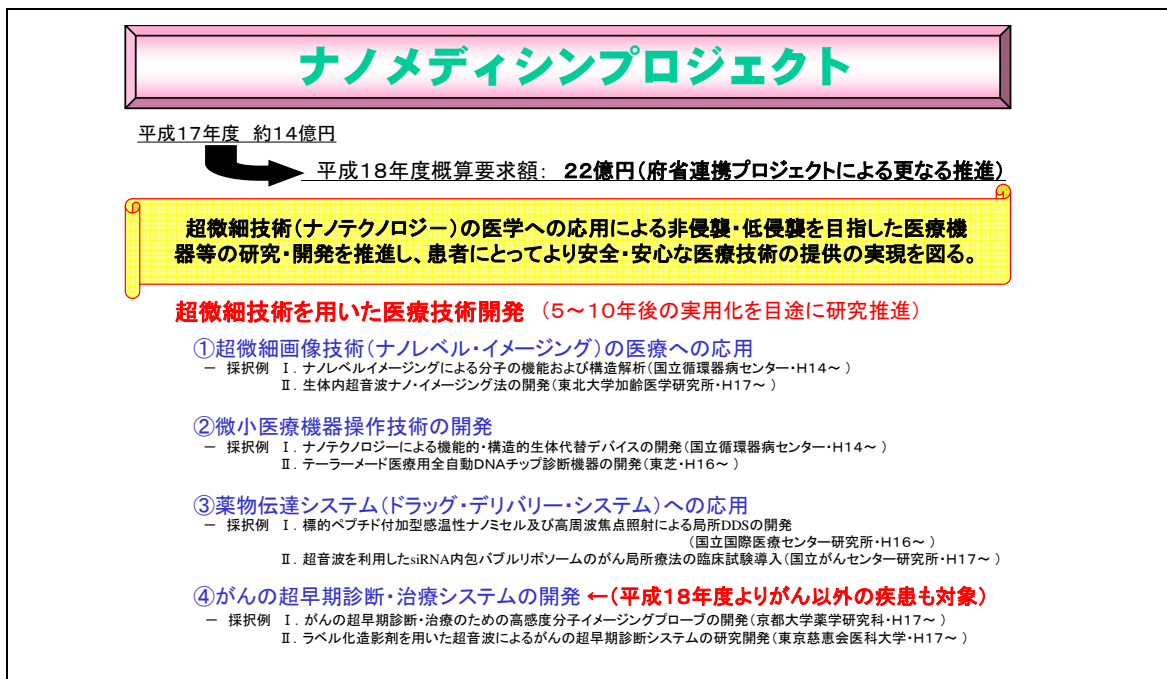 ナノメディシンプロジェクト
平成17年度 約14億円
平成18年度概算要求額: 22億円(府省連携プロジェクトによる更なる推進)
超微細技術(ナノテクノロジー)の医学への応用による非侵襲・低侵襲を目指した医療機
器等の研究・開発を推進し、患者にとってより安全・安心な医療技術の提供の実現を図る。
超微細技術を用いた医療技術開発 (5～10年後の実用化を目途に研究推進)
①超微細画像技術(ナノレベル・イメージング)の医療への応用
－ 採択例 Ⅰ. ナノレベルイメージングによる分子の機能および構造解析(国立循環器病センター・H14～ )
Ⅱ. 生体内超音波ナノ・イメージング法の開発(東北大学加齢医学研究所・H17～ )
②微小医療機器操作技術の開発
－ 採択例 Ⅰ. ナノテクノロジーによる機能的・構造的生体代替デバイスの開発(国立循環器病センター・H14～ )
Ⅱ. テーラーメード医療用全自動DNAチップ診断機器の開発(東芝・H16～ )
③薬物伝達システム(ドラッグ・デリバリー・システム)への応用
－ 採択例 Ⅰ. 標的ペプチド付加型感温性ナノミセル及び高周波焦点照射による局所DDSの開発
(国立国際医療センター研究所・H16～ )
Ⅱ. 超音波を利用したsiRNA内包バブルリポソームのがん局所療法の臨床試験導入(国立がんセンター研究所・H17～ )
④がんの超早期診断・治療システムの開発 ←(平成18年度よりがん以外の疾患も対象)
－ 採択例 Ⅰ. がんの超早期診断・治療のための高感度分子イメージングプローブの開発(京都大学薬学研究科・H17～ )
Ⅱ. ラベル化造影剤を用いた超音波によるがんの超早期診断システムの研究開発(東京慈恵会医科大学・H17～ )